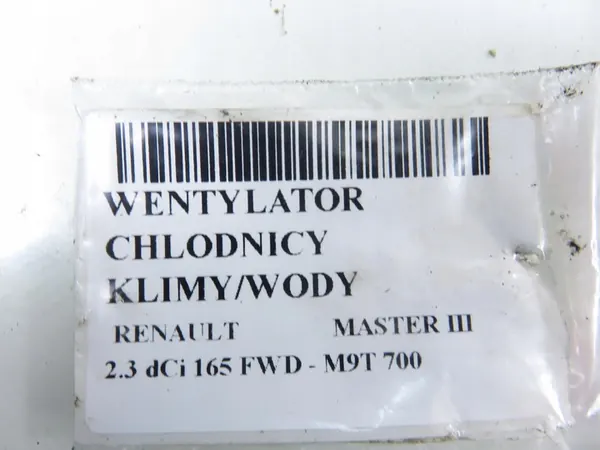 WENTYLATOR
CHLODNICY
KLIMY/WODY
RENAULT MASTER III
2.3 dCi 165 FWD - M9T 700